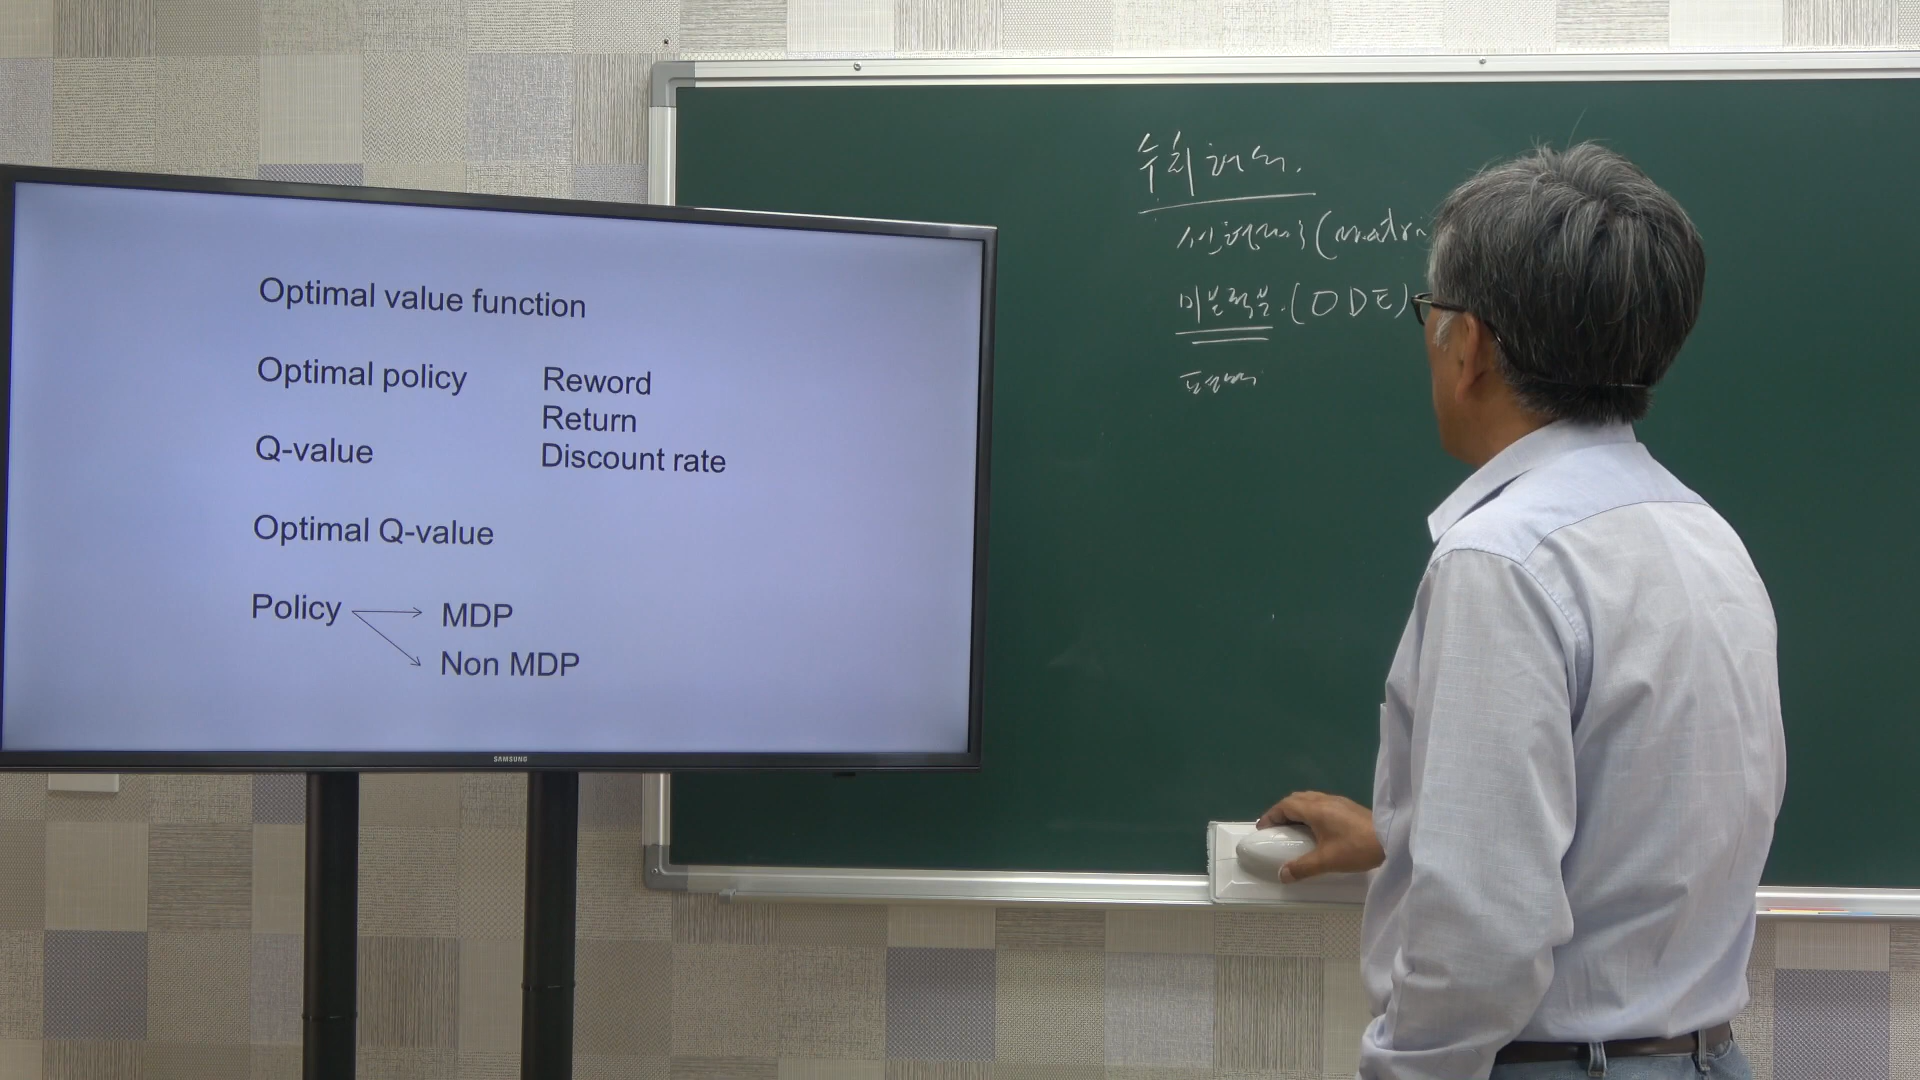 Optimal value function
Optimal policy
Reword
Return
Q-value
Discount rate
Optimal Q-value
Policy
MDP
Non MDP
SAMSUNG
수치해석.
(matri
미분적분.(ODE)